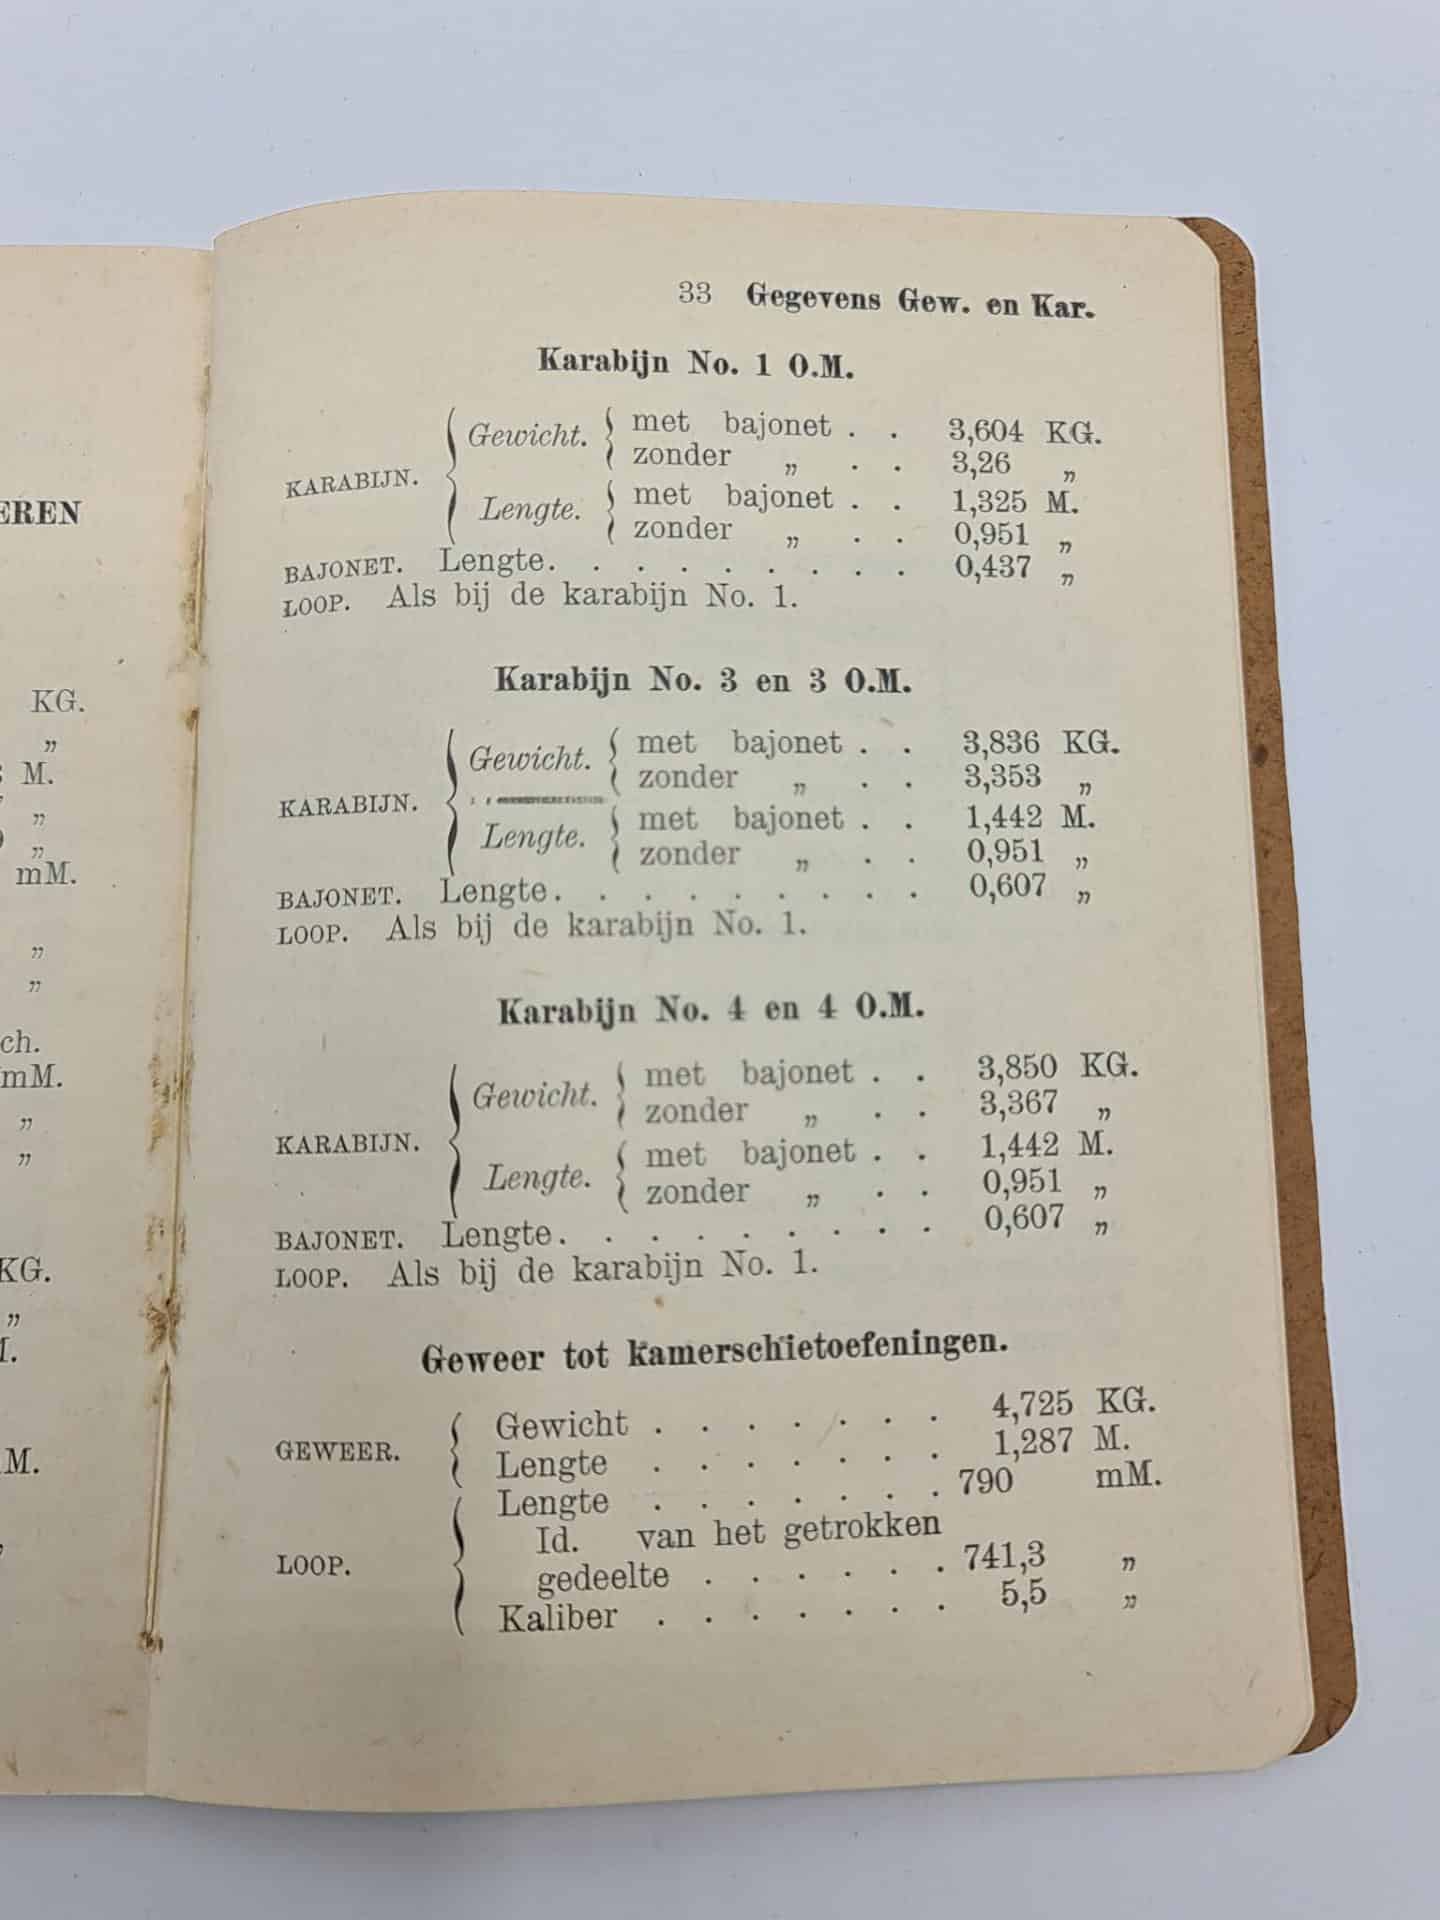 EREN
KG.
„
M.
„
„
mM.
„
„
ch.
mM.
„
„
KG.
„
M.
M.
33 Gegevens Gew. en Kar.
Karabijn No. 1 O.M.
KARABIJN. Gewicht. met bajonet . . 3,604 KG.
zonder „ . . 3,26 „
Lengte. met bajonet . . 1,325 M.
zonder „ . . 0,951 „
BAJONET. Lengte. . . . . . . . . 0,437 „
LOOP. Als bij de karabijn No. 1.
Karabijn No. 3 en 3 O.M.
KARABIJN. Gewicht. met bajonet . . 3,836 KG.
zonder „ . . 3,353 „
Lengte. met bajonet . . 1,442 M.
zonder „ . . 0,951 „
BAJONET. Lengte. . . . . . . . . 0,607 „
LOOP. Als bij de karabijn No. 1.
Karabijn No. 4 en 4 O.M.
KARABIJN. Gewicht. met bajonet . . 3,850 KG.
zonder „ . . 3,367 „
Lengte. met bajonet . . 1,442 M.
zonder „ . . 0,951 „
BAJONET. Lengte. . . . . . . . . 0,607 „
LOOP. Als bij de karabijn No. 1.
Geweer tot kamerschietoefeningen.
GEWEER. Gewicht . . . . . . . 4,725 KG.
Lengte . . . . . . . 1,287 M.
LOOP. Lengte . . . . . . . 790 mM.
Id. van het getrokken
gedeelte . . . . . . 741,3 „
Kaliber . . . . . . . 5,5 „